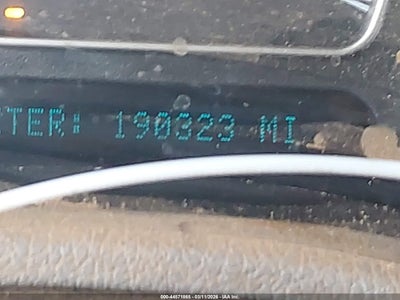 TER: 190323 MI
000-44571865 - 03/11/2026 - IAA Inc.